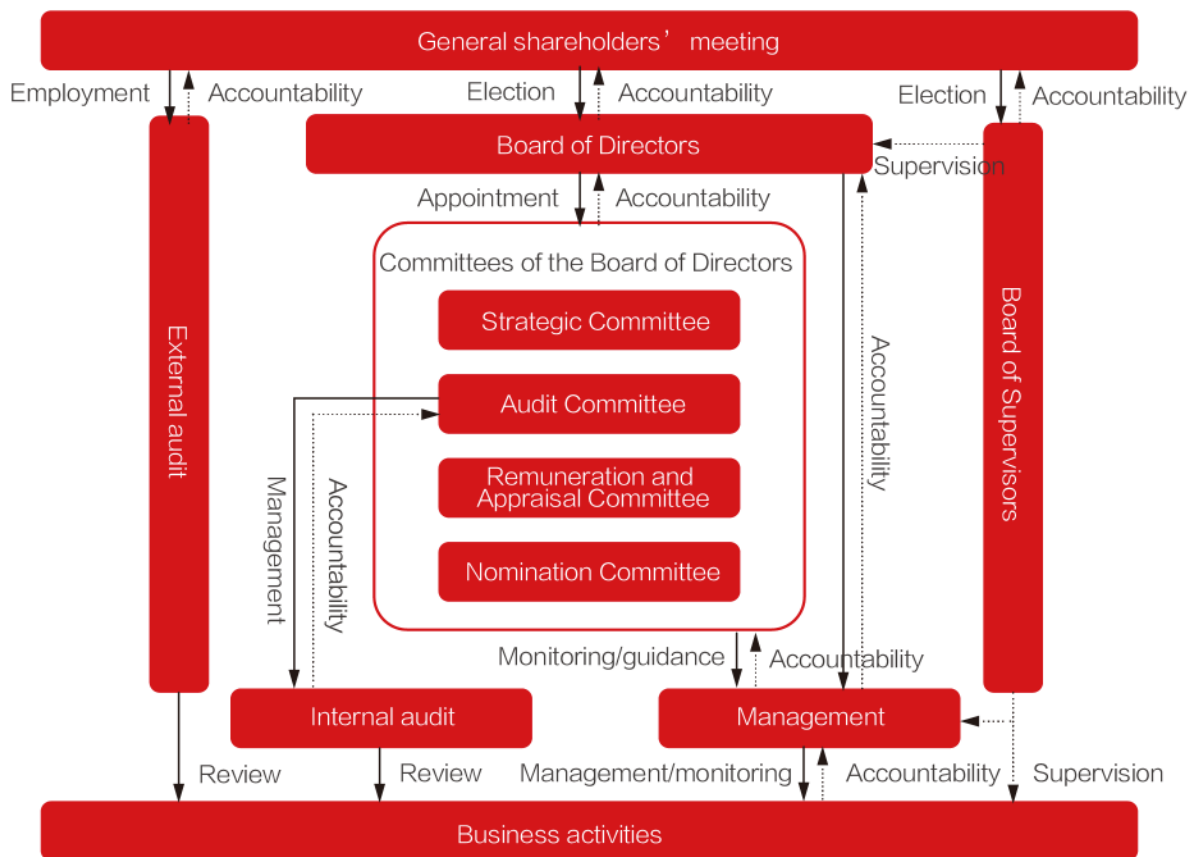 General shareholders’ meeting
Employment
Accountability
Election
Accountability
Election
Accountability
Board of Directors
Supervision
Appointment
Accountability
Committees of the Board of Directors
Strategic Committee
Audit Committee
Remuneration and
Appraisal Committee
Nomination Committee
External audit
Management
Accountability
Accountability
Board of Supervisors
Monitoring/guidance
Accountability
Internal audit
Management
Review
Review
Management/monitoring
Accountability
Supervision
Business activities